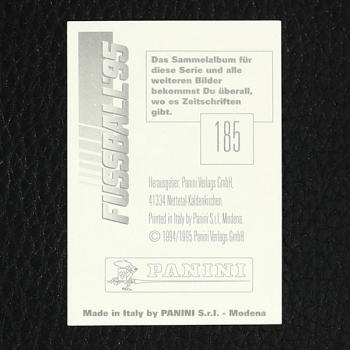 FUSSBALL'95
Das Sammelalbum für
diese Serie und alle
weiteren Bilder
bekommst Du überall,
wo es Zeitschriften
gibt.
185
Herausgeber: Panini Verlags GmbH,
41334 Nettetal-Kaldenkirchen.
Printed in Italy by Panini S.r.l., Modena.
© 1994/1995 Panini Verlags GmbH
PANINI
Made in Italy by PANINI S.r.l. - Modena